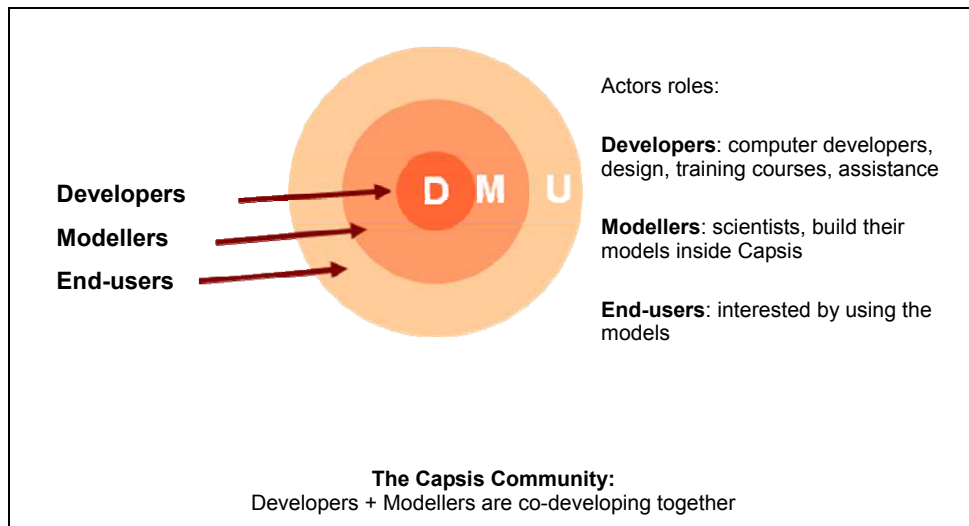 Developers
Modellers
End-users
D M U
Actors roles:
Developers: computer developers,
design, training courses, assistance
Modellers: scientists, build their
models inside Capsis
End-users: interested by using the
models
The Capsis Community:
Developers + Modellers are co-developing together